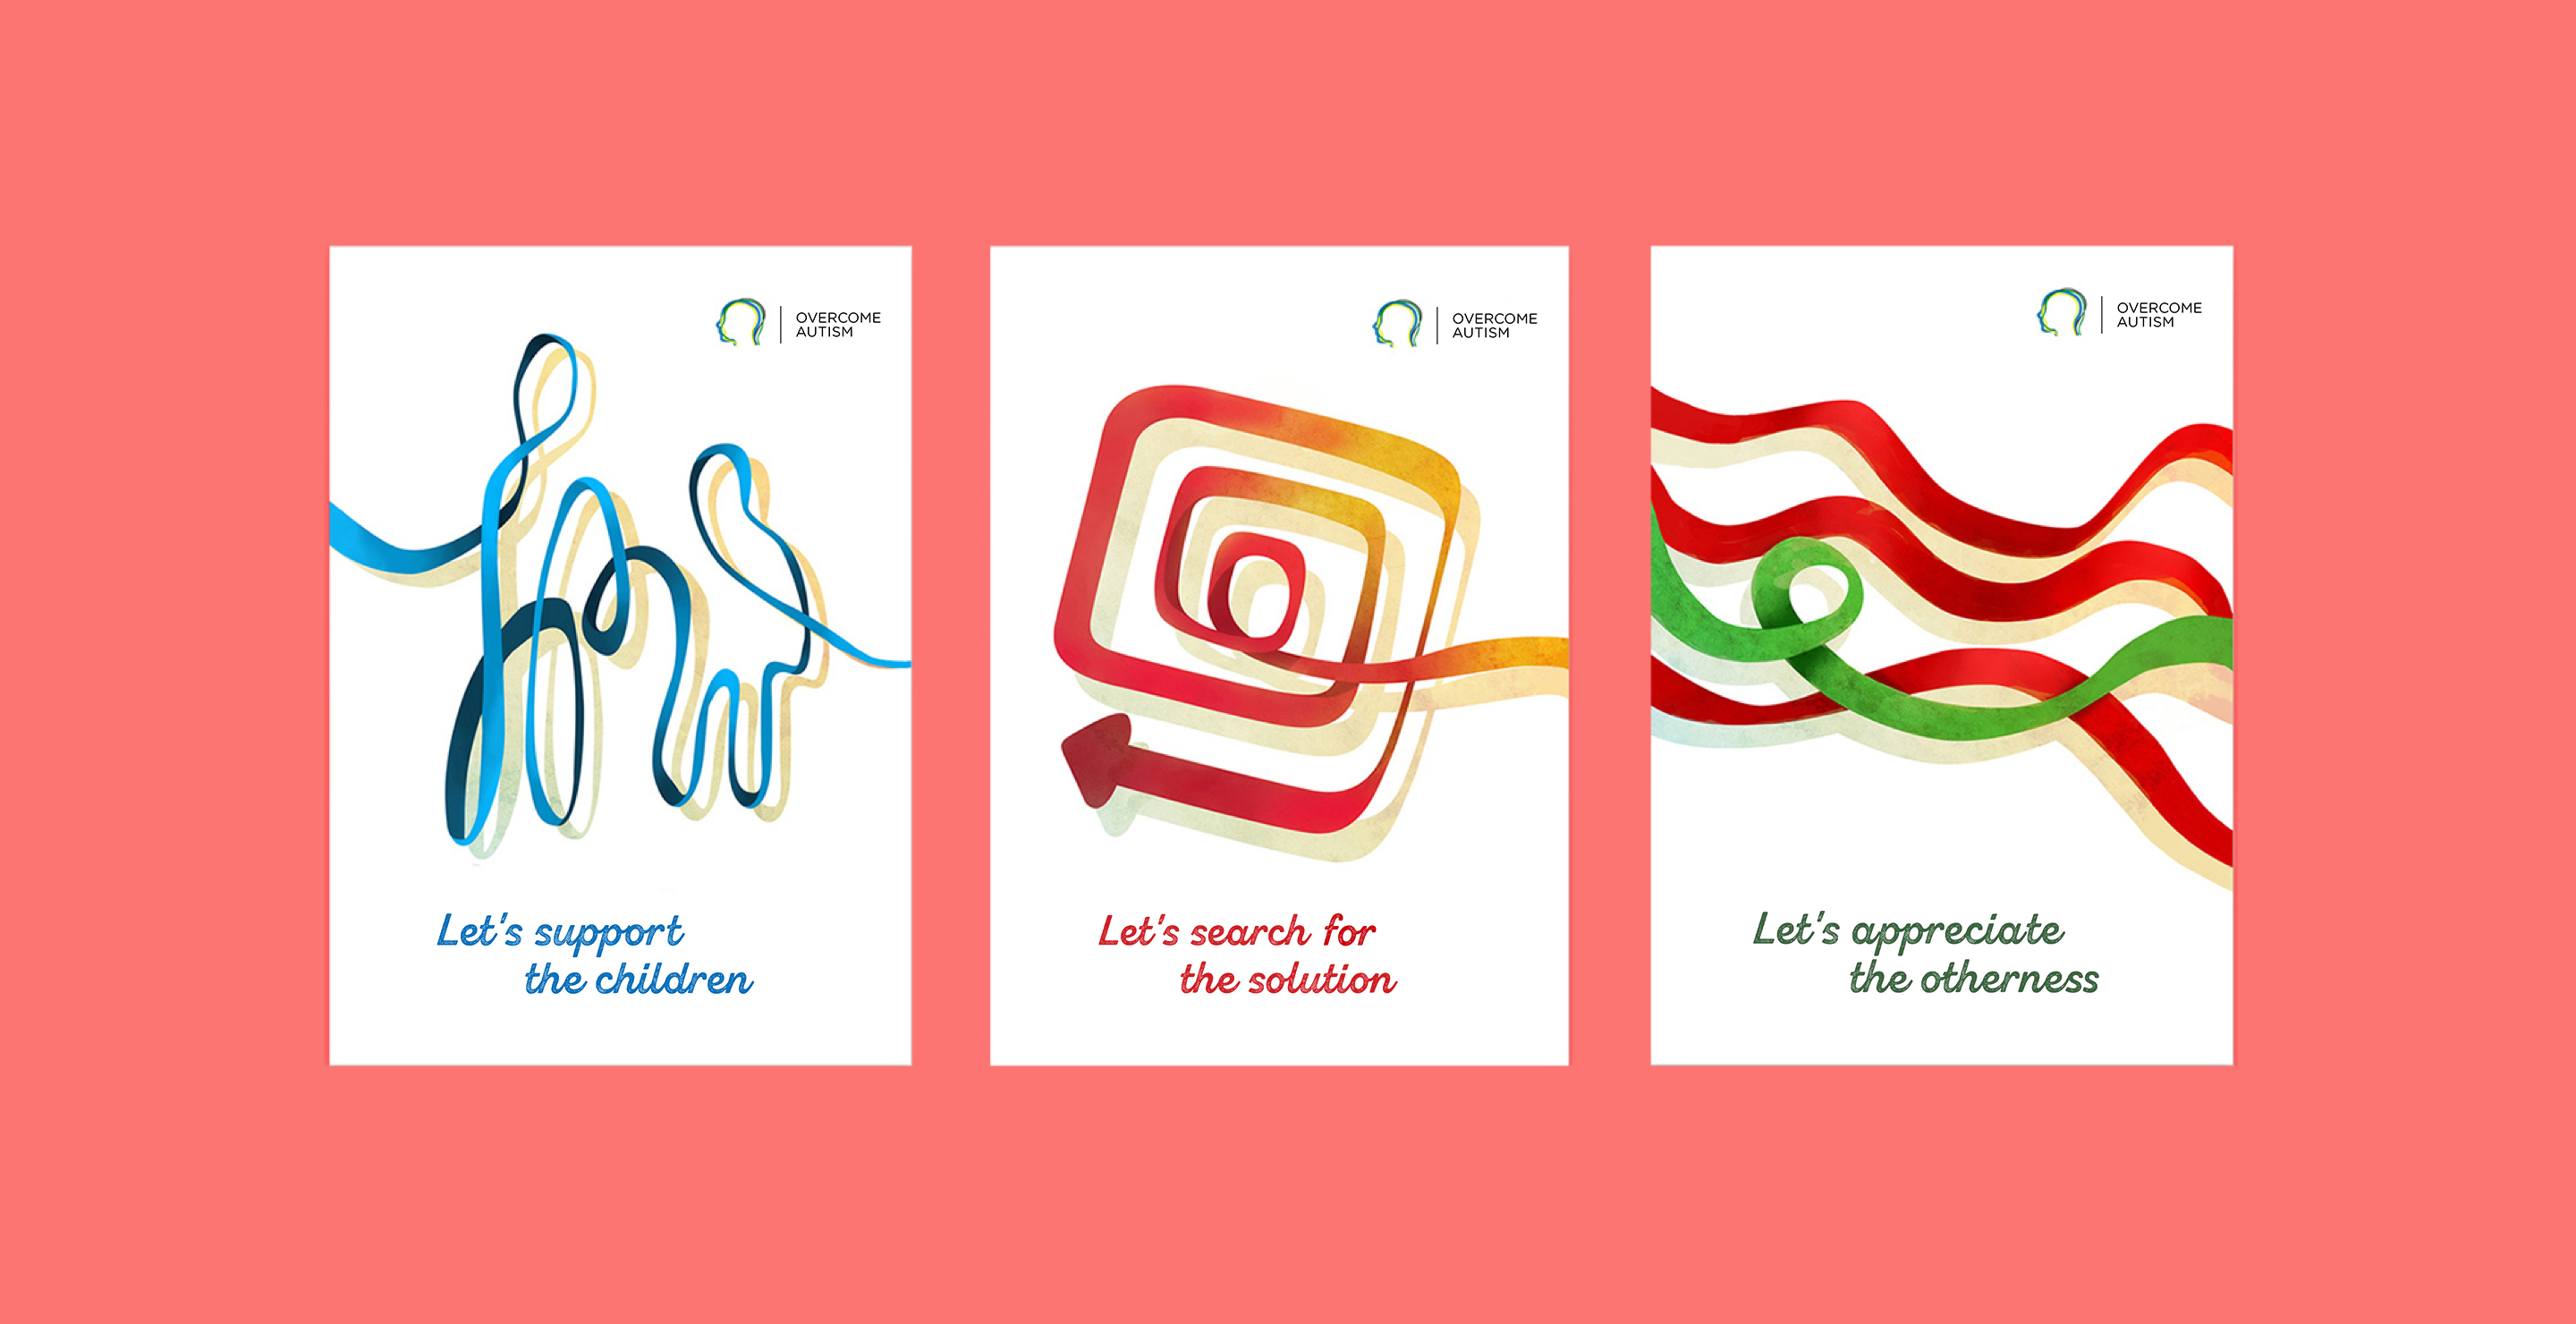 OVERCOME
AUTISM
Let's support
the children
OVERCOME
AUTISM
Let's search for
the solution
OVERCOME
AUTISM
Let's appreciate
the otherness